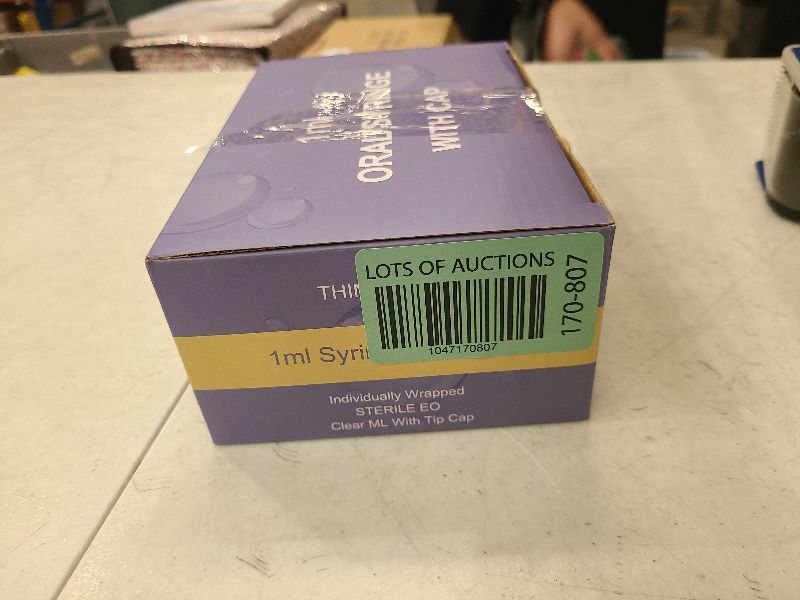 1ml
ORAL SYRINGE
WITH CAP
LOTS OF AUCTIONS
1047170807
170-807
1ml
Individually Wrapped
STERILE EO
Clear ML With Tip Cap